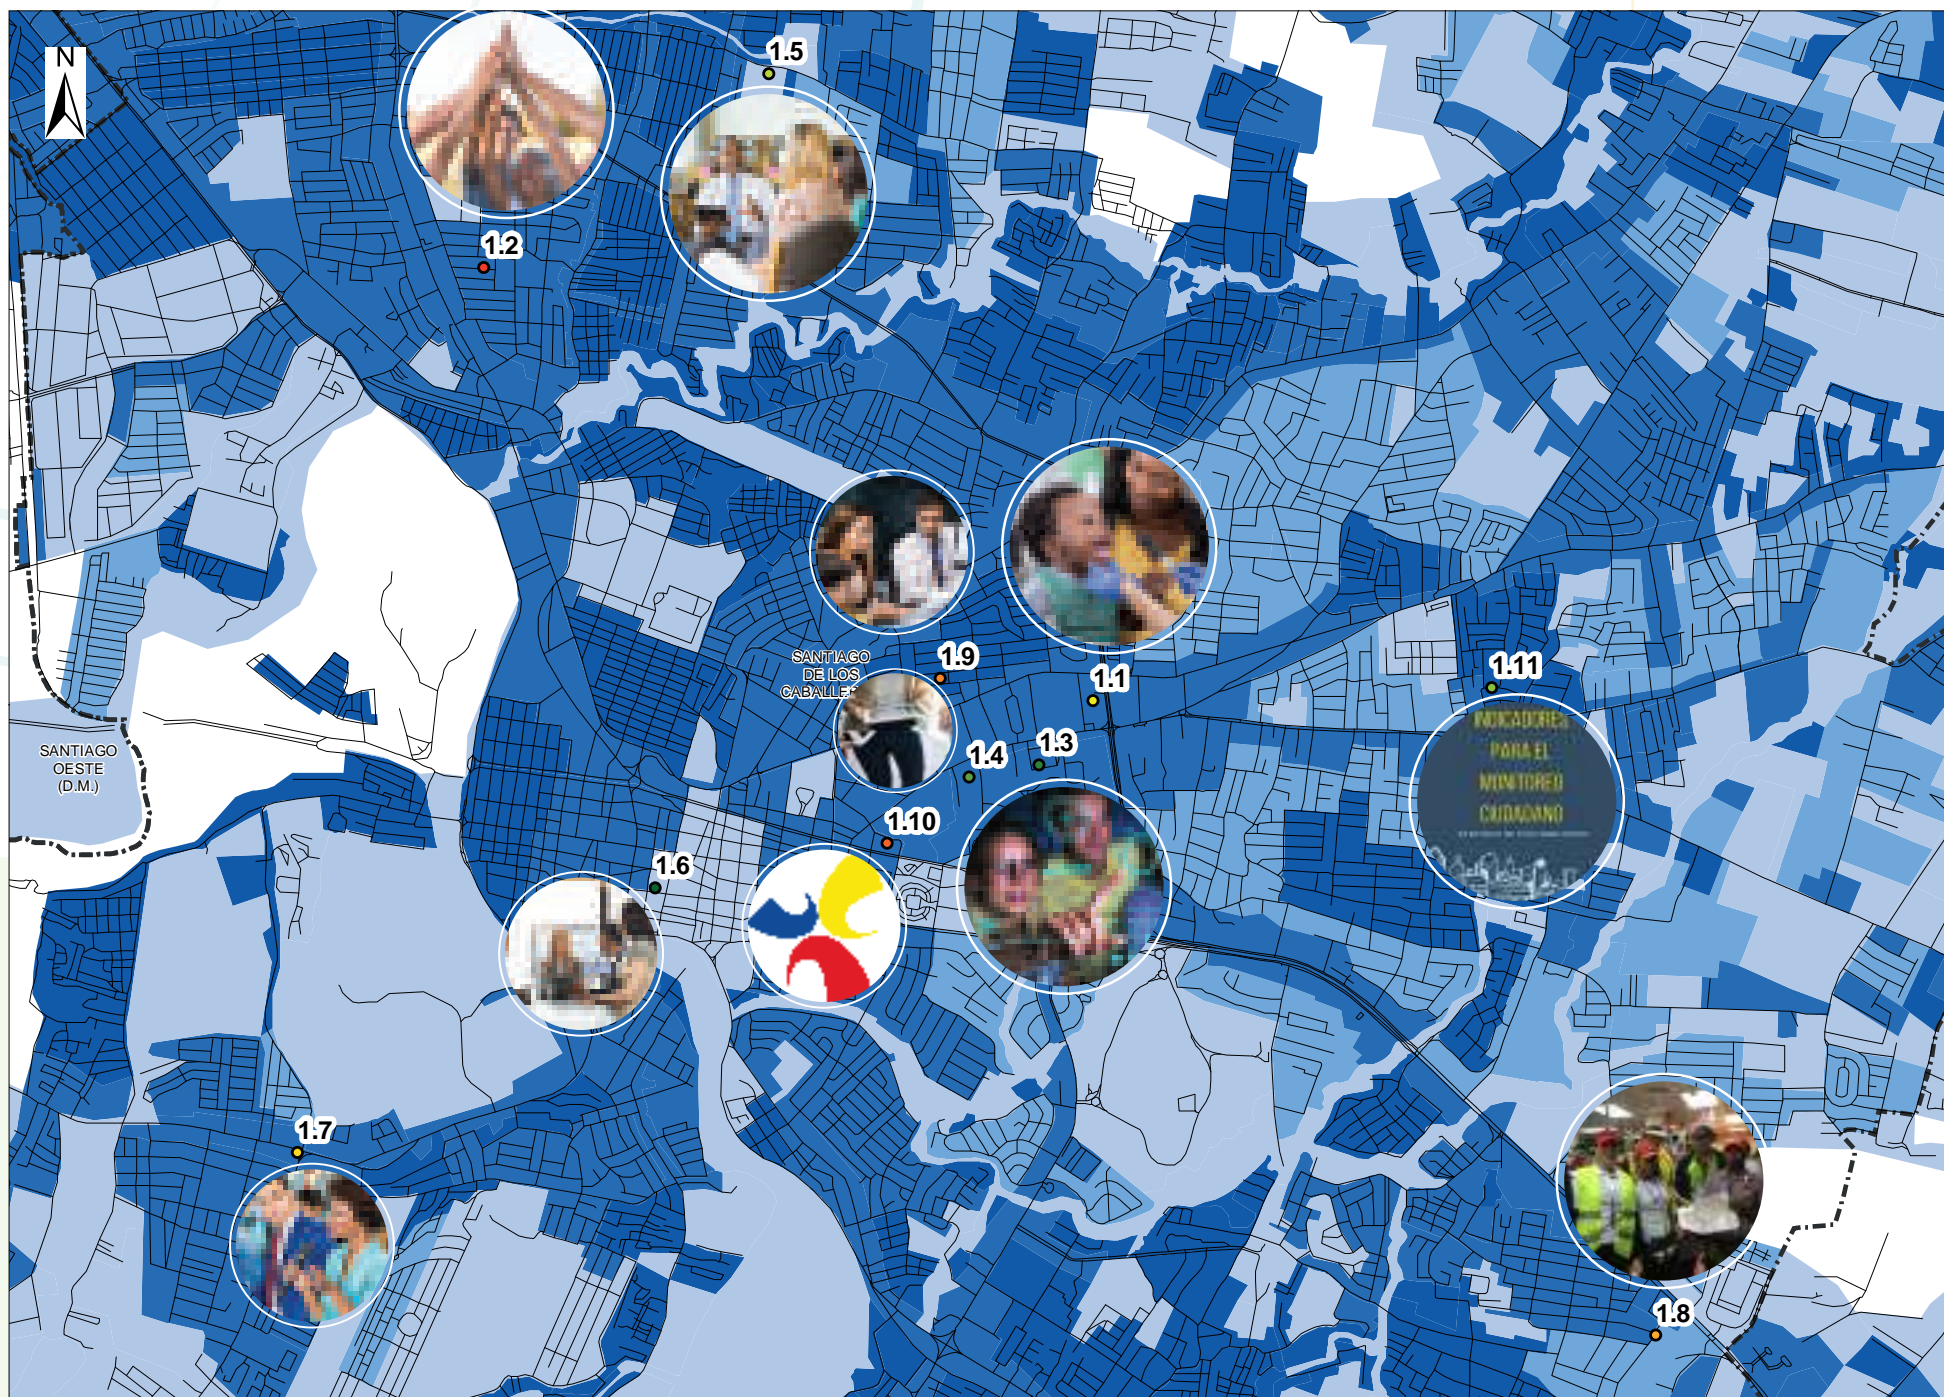 N
1.5
1.2
SANTIAGO
DE LOS
1.9
1.1
1.11
INDICADORES
PARA EL
MONITOREO
CIUDADANO
SANTIAGO
OESTE
(D.M.)
1.4
1.3
1.10
1.6
1.7
1.8